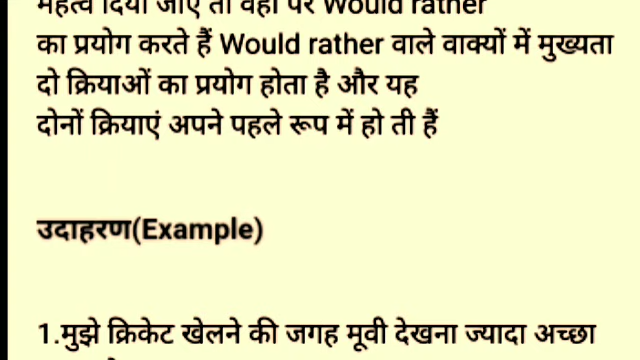 महत्व दिया जाए तो वहां पर Would rather
का प्रयोग करते हैं Would rather वाले वाक्यों में मुख्यता
दो क्रियाओं का प्रयोग होता है और यह
दोनों क्रियाएं अपने पहले रूप में हो ती हैं
उदाहरण(Example)
1.मुझे क्रिकेट खेलने की जगह मूवी देखना ज्यादा अच्छा